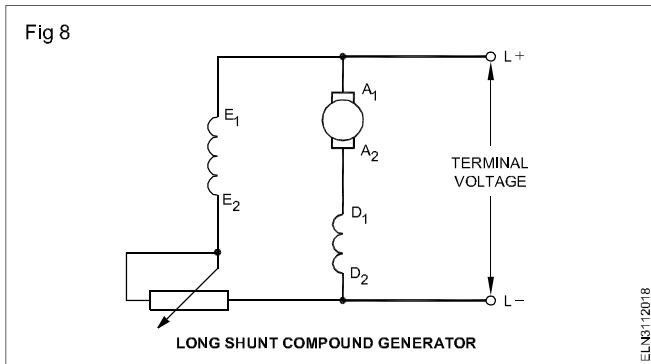 Fig 8
L+
A1
E1
A2
TERMINAL
VOLTAGE
E2
D1
D2
L-
LONG SHUNT COMPOUND GENERATOR
ELN3112018